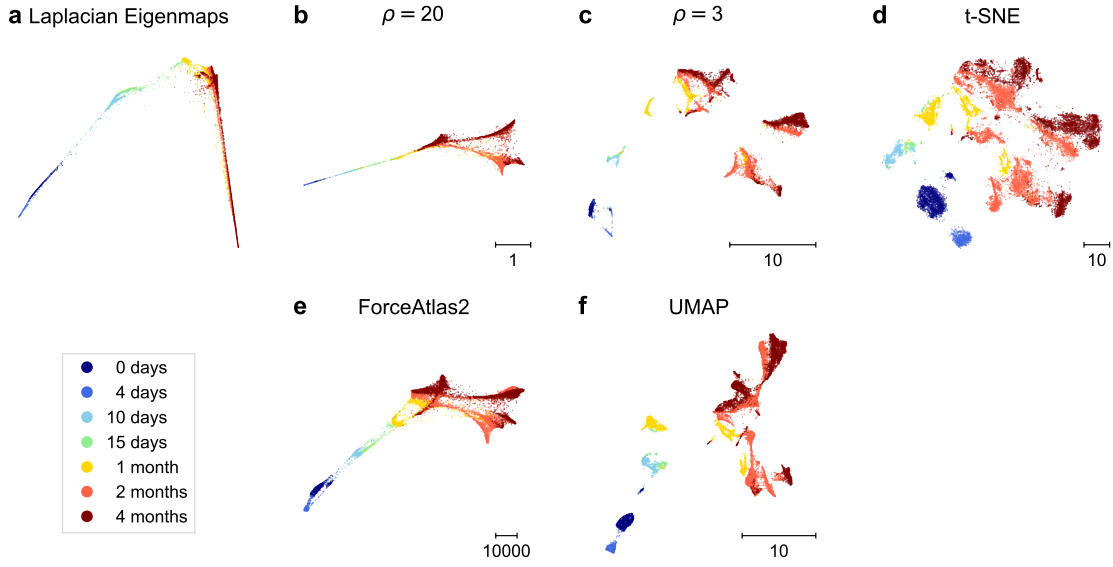 a Laplacian Eigenmaps
b ρ = 20
c ρ = 3
d t-SNE
1
10
10
e ForceAtlas2
f UMAP
0 days
4 days
10 days
15 days
1 month
2 months
4 months
10000
10